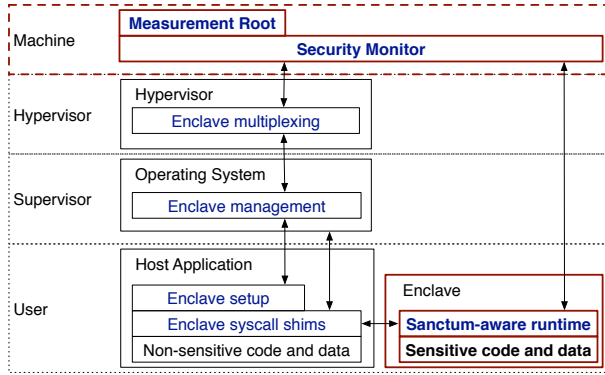 Machine
Measurement Root
Security Monitor
Hypervisor
Hypervisor
Enclave multiplexing
Supervisor
Operating System
Enclave management
User
Host Application
Enclave setup
Enclave syscall shims
Non-sensitive code and data
Enclave
Sanctum-aware runtime
Sensitive code and data